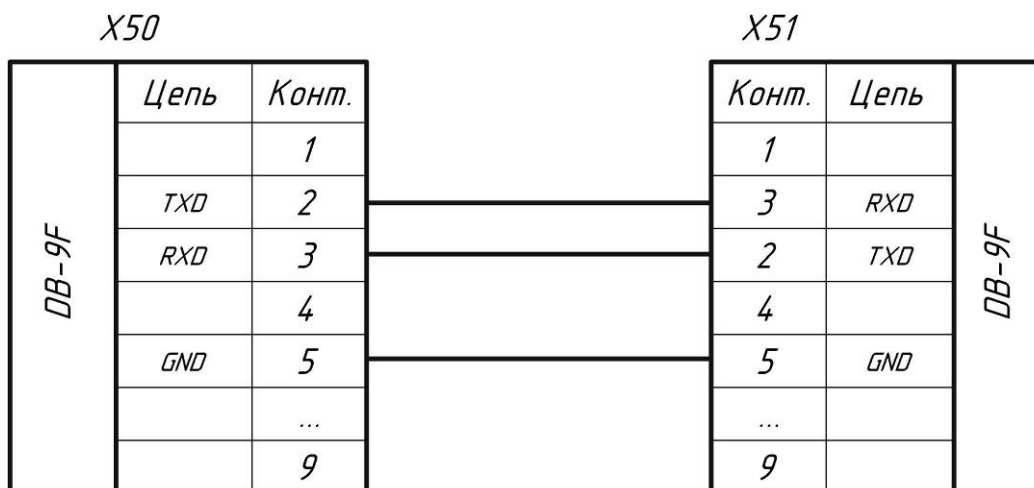 X50 X51
Цепь Конт. Конт. Цепь
1 1
TXD 2 3 RXD
RXD 3 2 TXD
4 4
GND 5 5 GND
... ...
9 9
DB-9F DB-9F